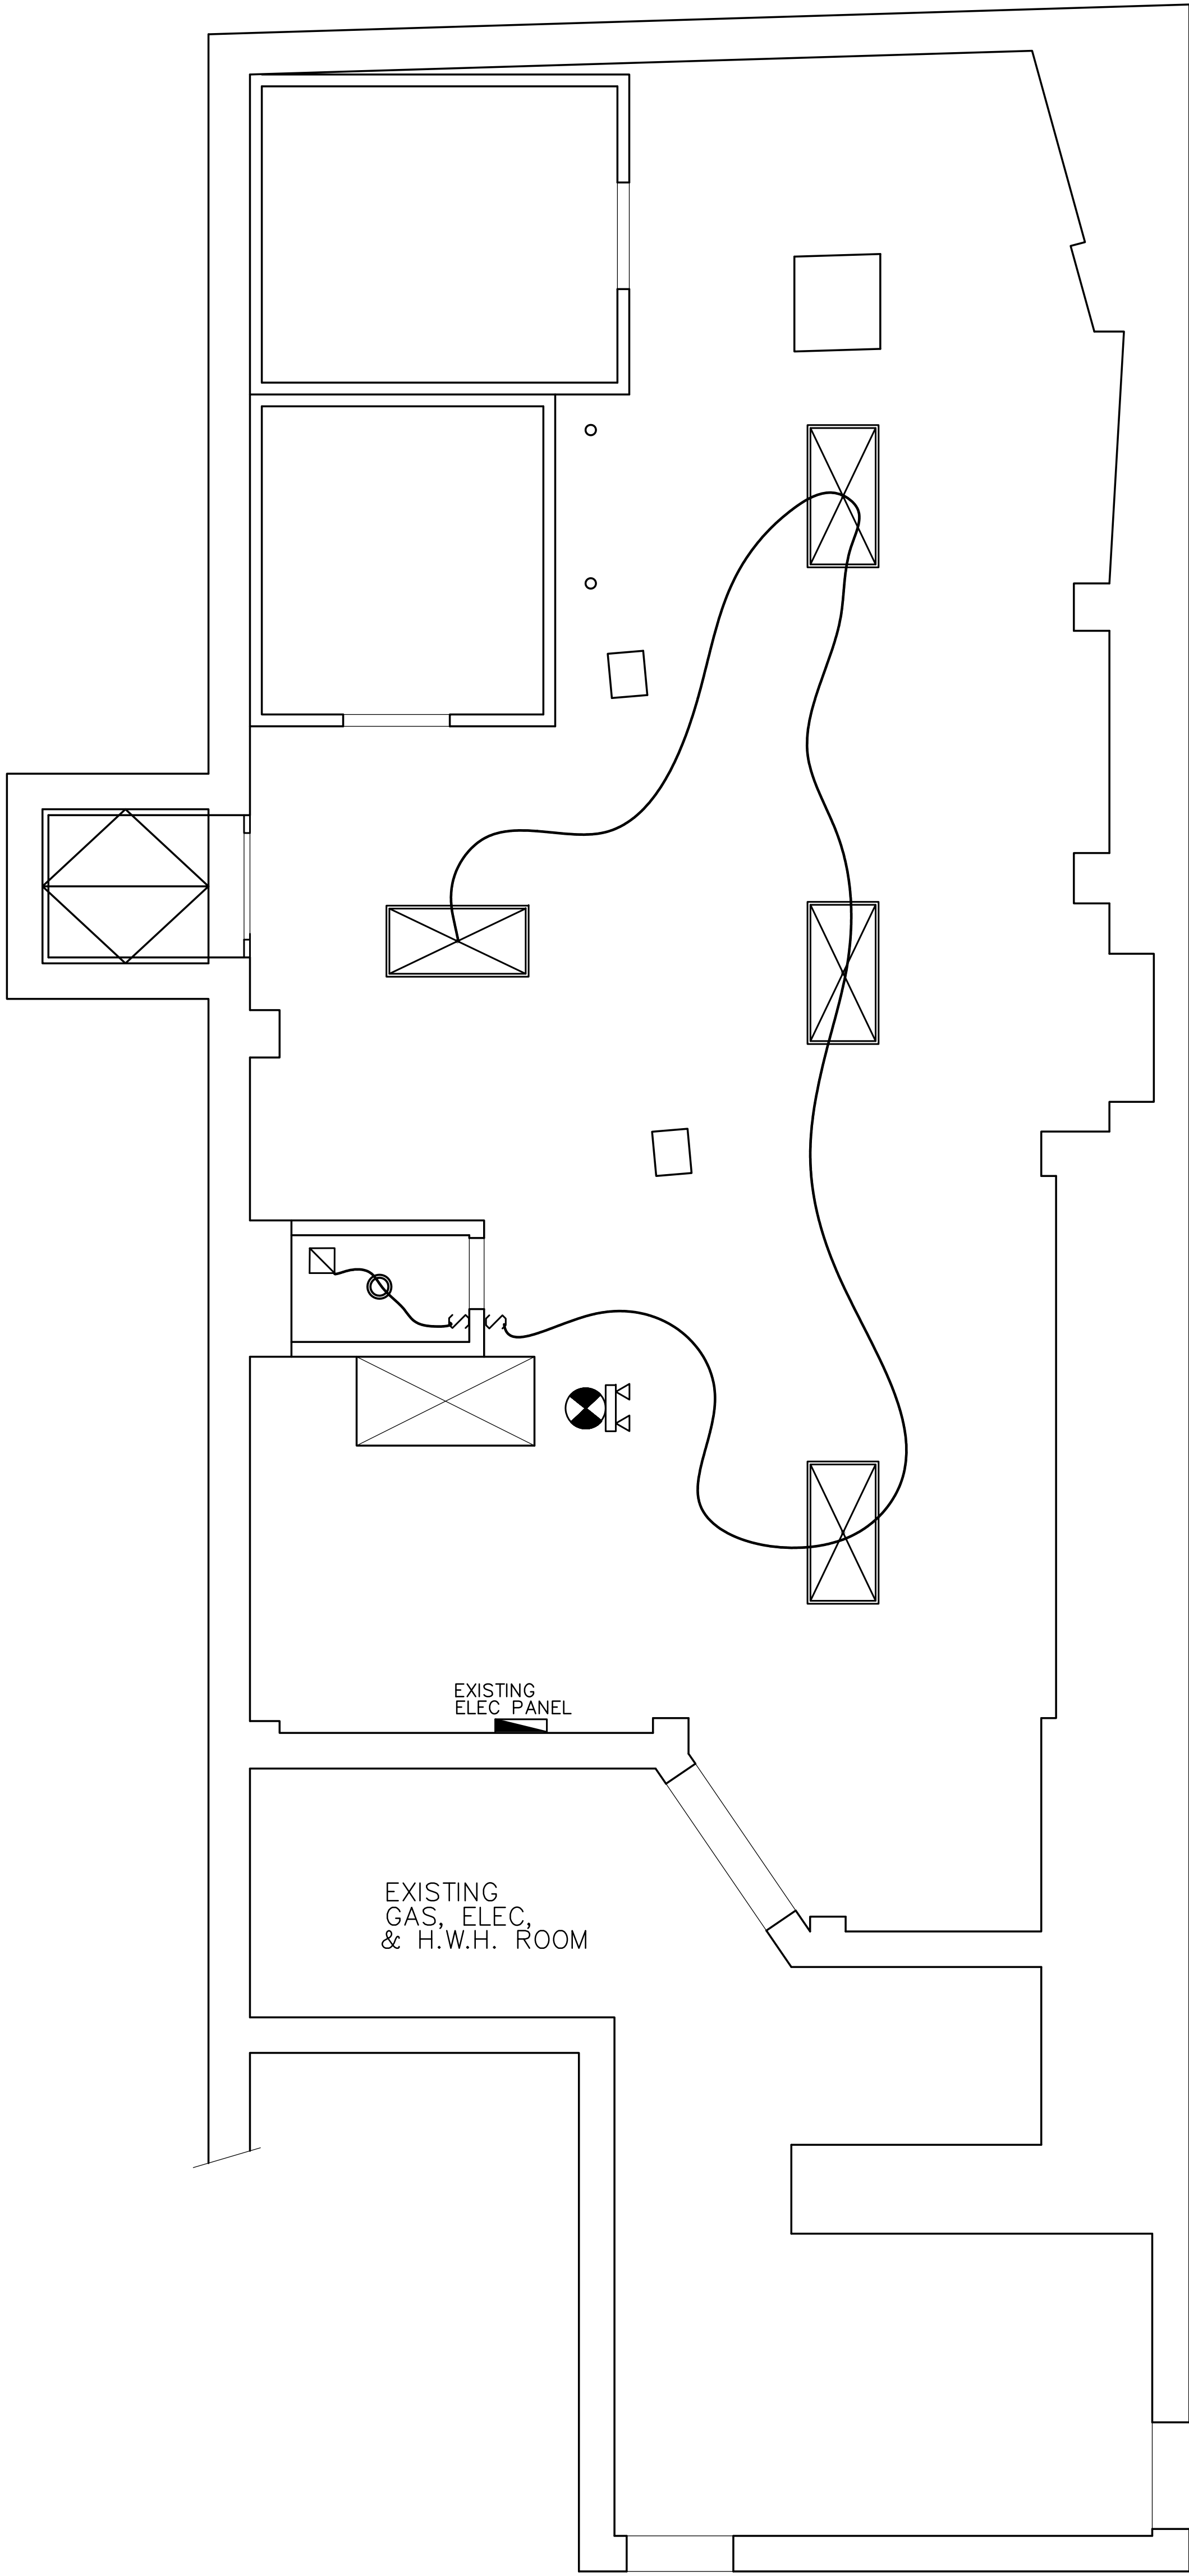 EXISTING
ELEC PANEL
EXISTING
GAS, ELEC,
& H.W.H. ROOM